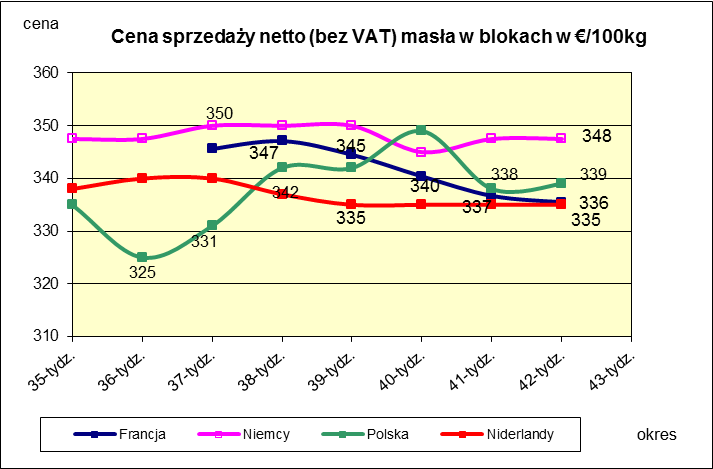 cena
Cena sprzedaży netto (bez VAT) masła w blokach w €/100kg
360
350
340
330
320
310
350
347
345
342
331
325
335
340
337
338
348
339
336
335
35-tydz.
36-tydz.
37-tydz.
38-tydz.
39-tydz.
40-tydz.
41-tydz.
42-tydz.
43-tydz.
Francja
Niemcy
Polska
Niderlandy
okres